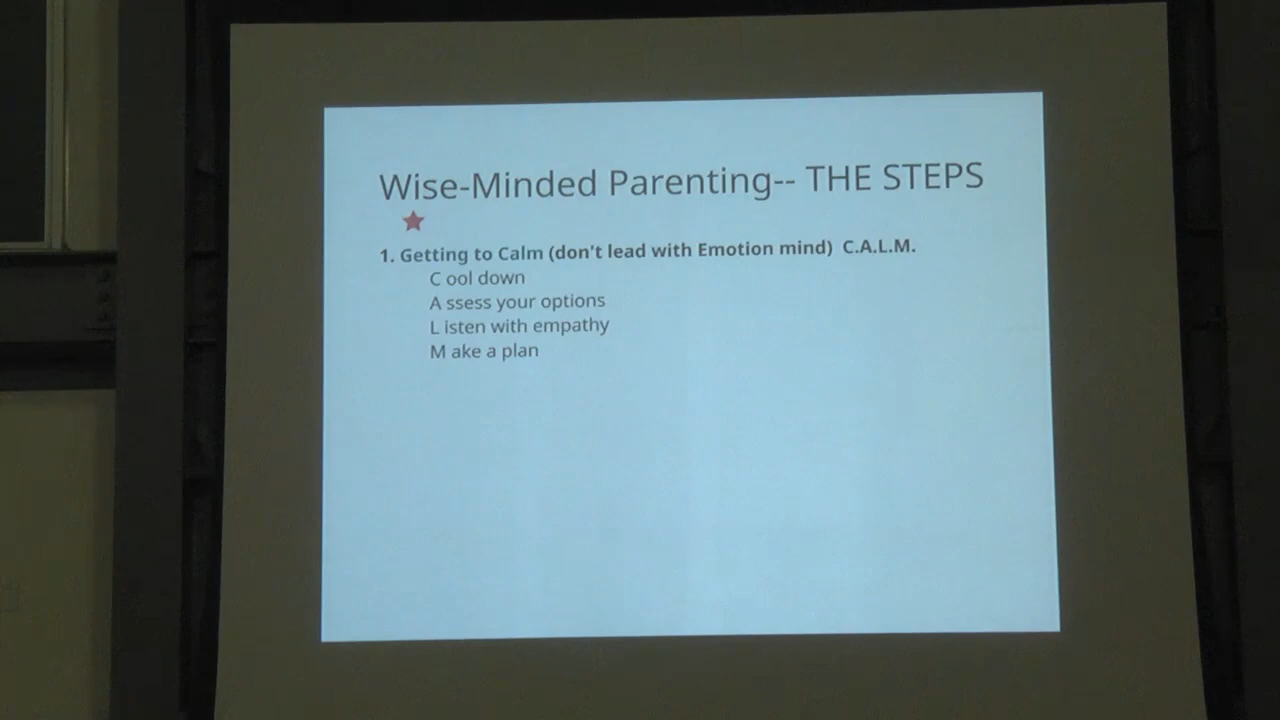 Wise-Minded Parenting-- THE STEPS
1. Getting to Calm (don't lead with Emotion mind) C.A.L.M.
C ool down
A ssess your options
L isten with empathy
M ake a plan